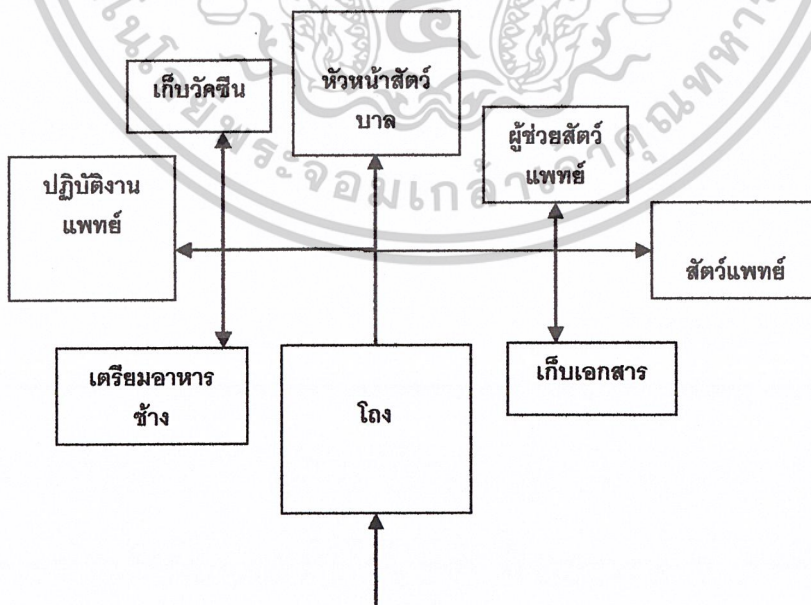 เก็บวัคซีน
หัวหน้าสัตว์
บาล
ผู้ช่วยสัตว์
แพทย์
ปฏิบัติงาน
แพทย์
สัตว์แพทย์
เตรียมอาหาร
ช้าง
โถง
เก็บเอกสาร